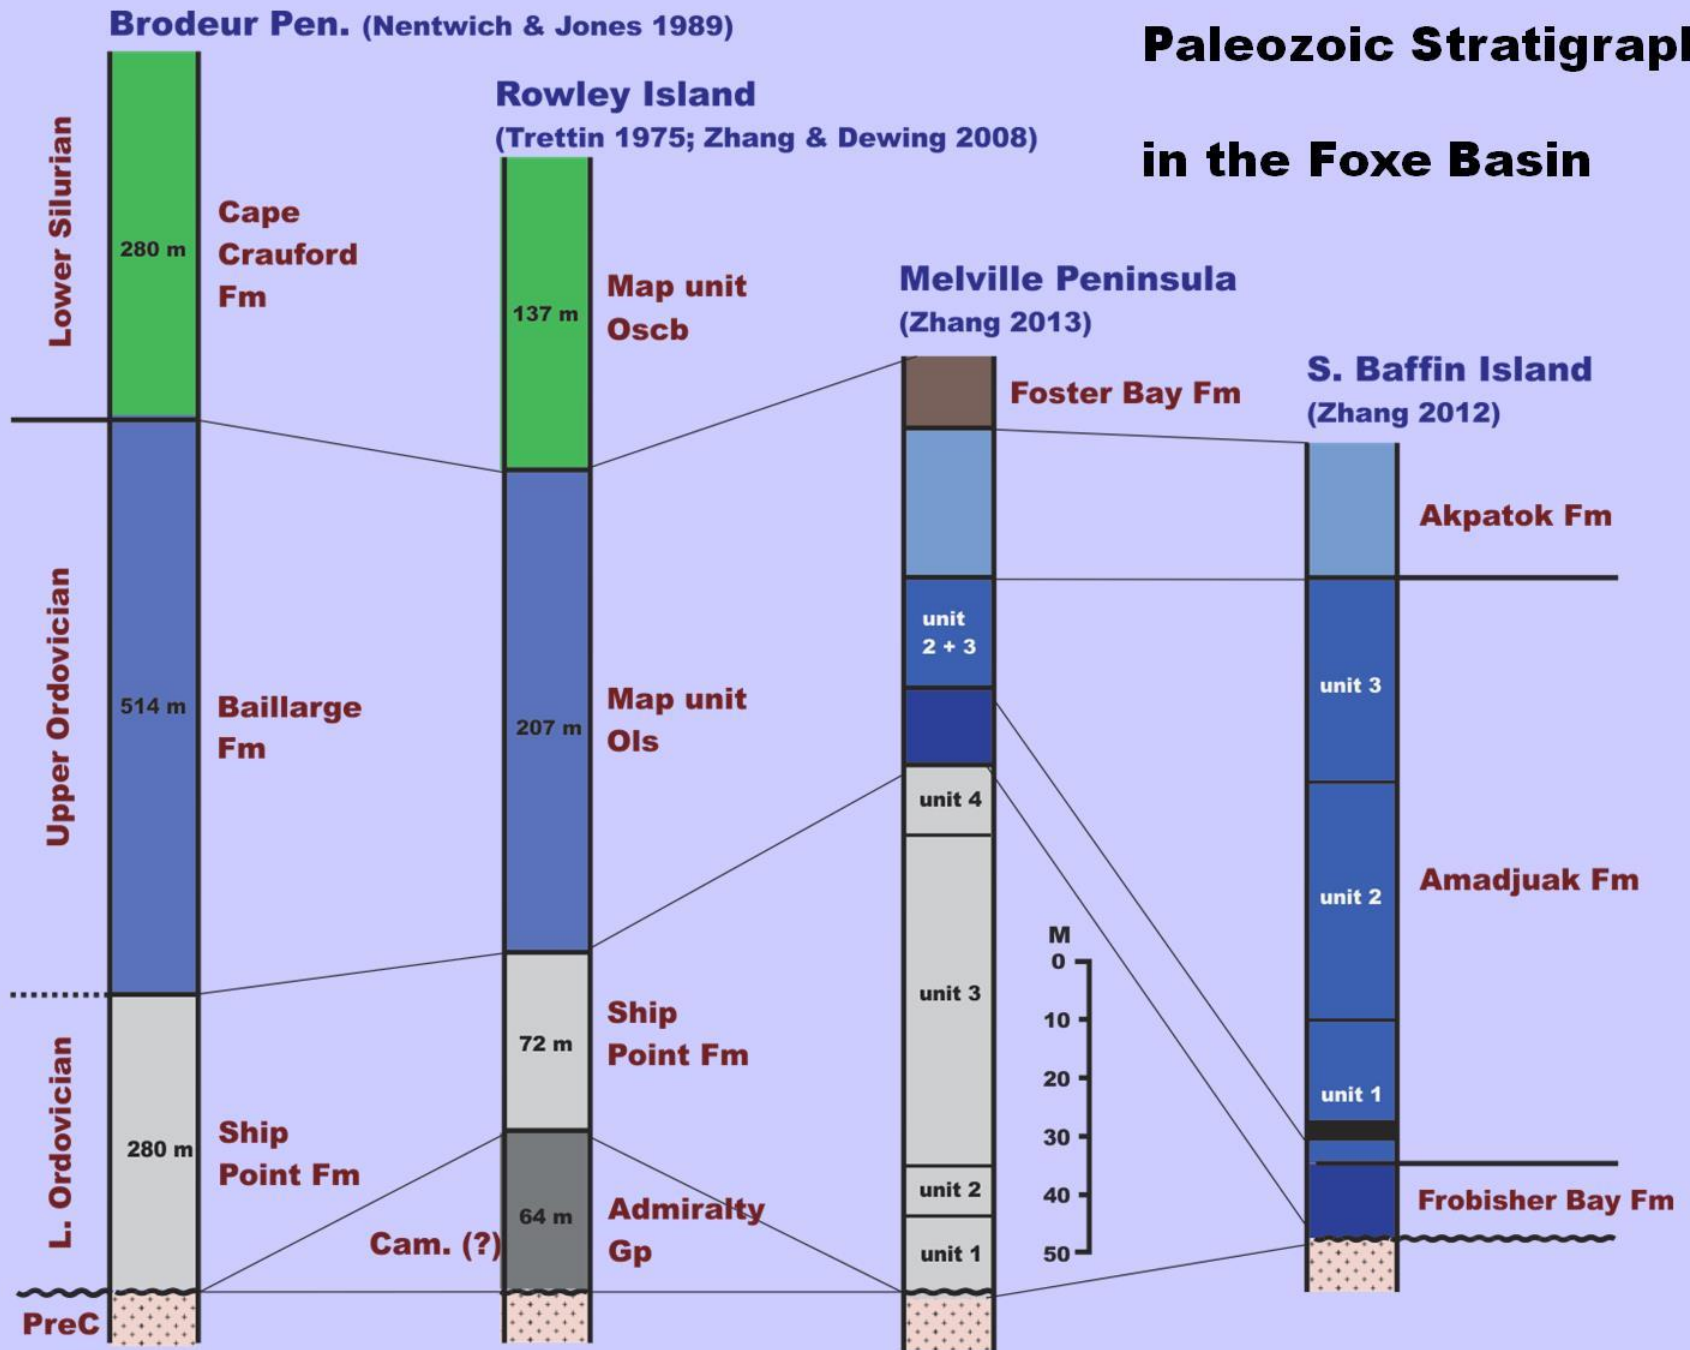 Brodeur Pen. (Nentwich & Jones 1989)
Paleozoic Stratigraph
in the Foxe Basin
Rowley Island
(Trettin 1975; Zhang & Dewing 2008)
Melville Peninsula
(Zhang 2013)
S. Baffin Island
(Zhang 2012)
Lower Silurian
280 m
Cape
Crauford
Fm
Upper Ordovician
514 m
Baillarge
Fm
L. Ordovician
280 m
Ship
Point Fm
PreC
137 m
Map unit
Oscb
207 m
Map unit
Ols
72 m
Ship
Point Fm
Cam. (?)
64 m
Admiralty
Gp
Foster Bay Fm
unit
2 + 3
unit 4
unit 3
unit 2
unit 1
M
0
10
20
30
40
50
Akpatok Fm
unit 3
unit 2
Amadjuak Fm
unit 1
Frobisher Bay Fm